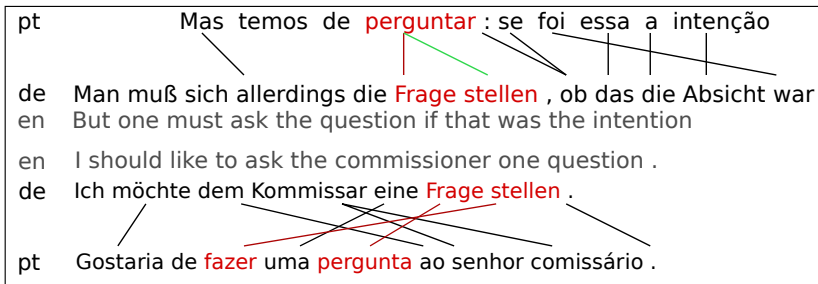 pt Mas temos de perguntar : se foi essa a intenção
de Man muß sich allerdings die Frage stellen , ob das die Absicht war
en But one must ask the question if that was the intention
en I should like to ask the commissioner one question .
de Ich möchte dem Kommissar eine Frage stellen .
pt Gostaria de fazer uma pergunta ao senhor comissário .